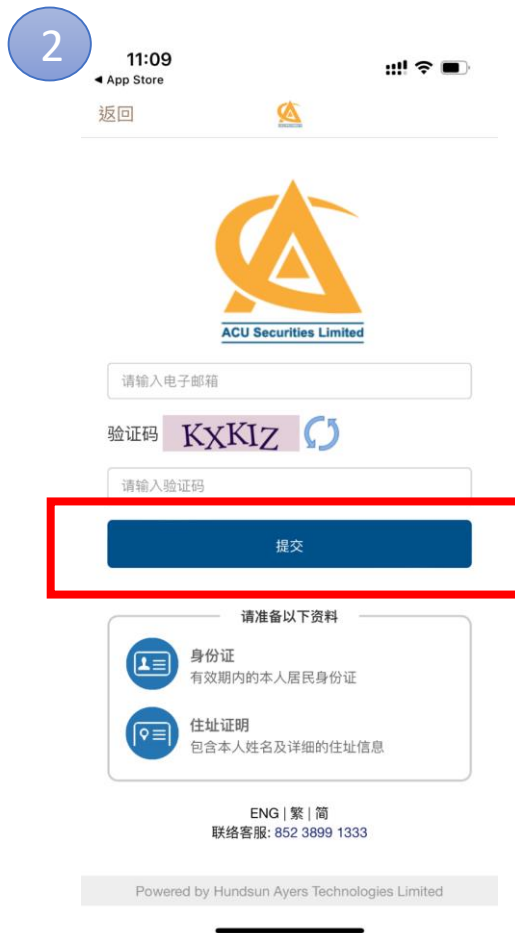 2
11:09
◀ App Store
返回
ACU Securities Limited
请输入电子邮箱
验证码 KXKIZ
请输入验证码
提交
请准备以下资料
身份证
有效期内的本人居民身份证
住址证明
包含本人姓名及详细的住址信息
ENG | 繁 | 简
联络客服: 852 3899 1333
Powered by Hundsun Ayers Technologies Limited